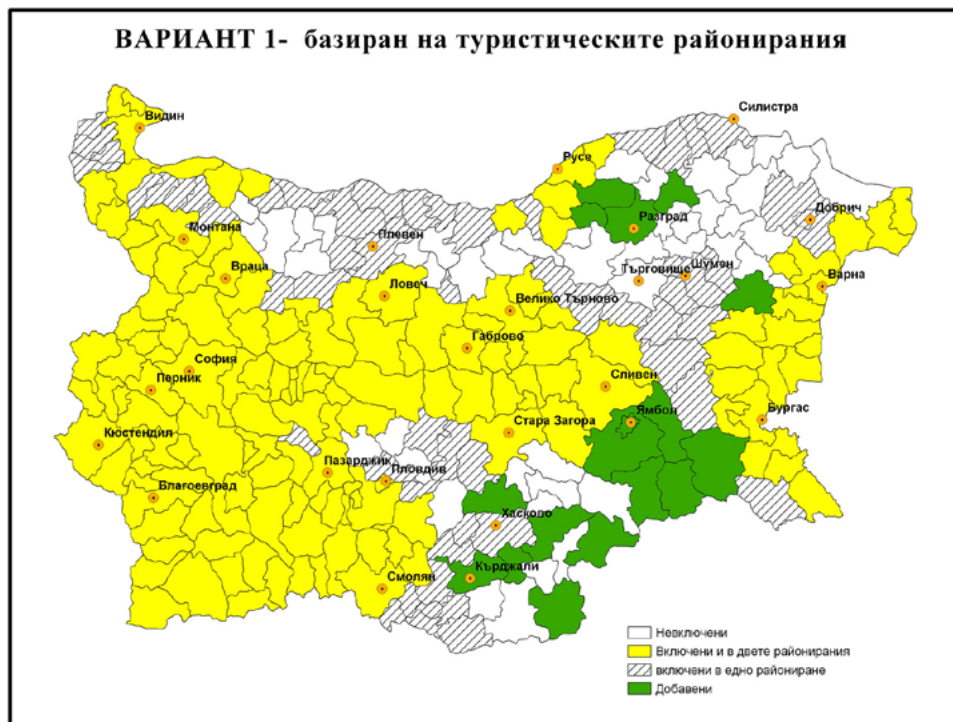 ВАРИАНТ 1- базиран на туристическите районирания
Силистра
Видин
Русе
Добрич
Разград
Монтана
Плевен
Шумен
Търговище
Враца
Варна
Ловеч
Велико Търново
Габрово
София
Перник
Сливен
Бургас
Ямбол
Стара Загора
Кюстендил
Пазарджик
Пловдив
Благоевград
Хасково
Кърджали
Смолян
Невключени
Включени и в двете районирания
включени в едно райониране
Добавени